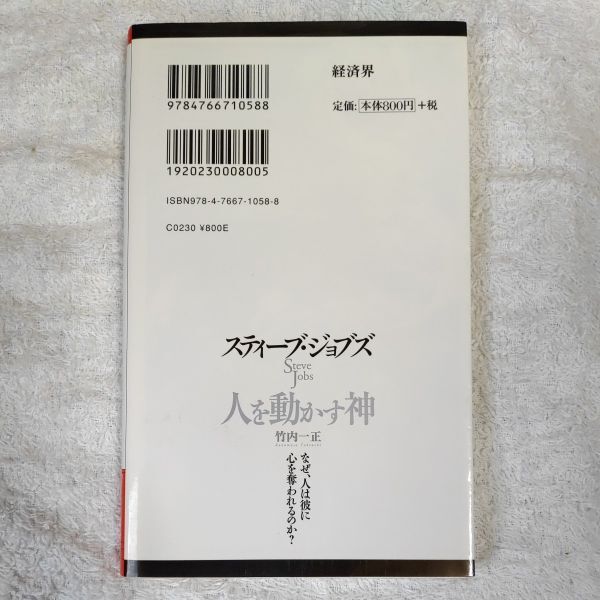 9784766710588
1920230008005
ISBN978-4-7667-1058-8
C0230 ¥800E
経済界
定価:本体800円+税
スティーブ・ジョブズ
Steve
Jobs
人を動かす神
竹内一正
なぜ、人は彼に
心を奪われるのか?